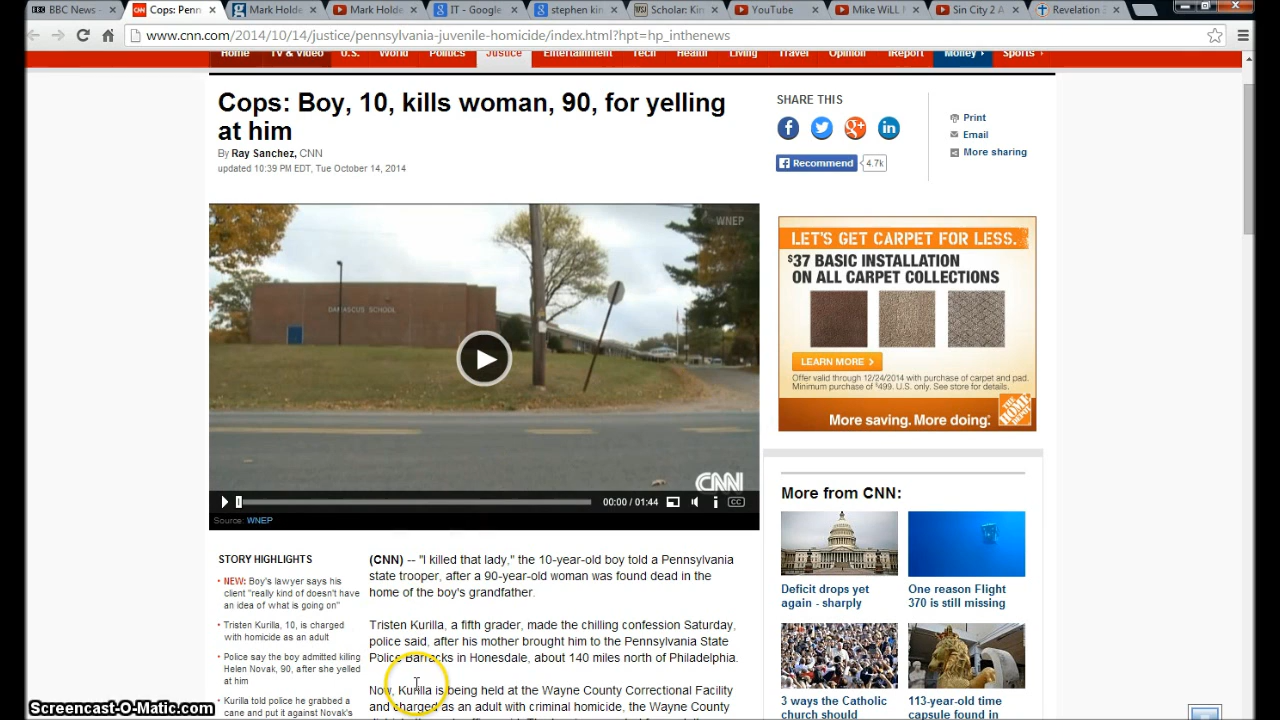 BBC News -
Cops: Penn
Mark Holde
Mark Holde
IT - Google
stephen kin
Scholar: Kin
YouTube
Mike WiLL M
Sin City 2 A
Revelation E
www.cnn.com/2014/10/14/justice/pennsylvania-juvenile-homicide/index.html?hpt=hp_inthenews
Home TV & Video U.S. World Politics Justice Entertainment Tech Health Living Travel Opinion iReport Money Sports
Cops: Boy, 10, kills woman, 90, for yelling
at him
By Ray Sanchez, CNN
updated 10:39 PM EDT, Tue October 14, 2014
SHARE THIS
Recommend 4.7k
Print
Email
More sharing
WNEP
DAMASCUS SCHOOL
CNN
00:00 / 01:44
CC
Source: WNEP
LET'S GET CARPET FOR LESS.
$37 BASIC INSTALLATION
ON ALL CARPET COLLECTIONS
LEARN MORE >
Offer valid through 12/24/2014 with purchase of carpet and pad.
Minimum purchase of $499. U.S. only. See store for details.
More saving. More doing.
THE HOME DEPOT
STORY HIGHLIGHTS
NEW: Boy's lawyer says his
client "really kind of doesn't have
an idea of what is going on"
Tristen Kurilla, 10, is charged
with homicide as an adult
Police say the boy admitted killing
Helen Novak, 90, after she yelled
at him
Kurilla told police he grabbed a
cane and put it against Novak's
(CNN) -- "I killed that lady," the 10-year-old boy told a Pennsylvania
state trooper, after a 90-year-old woman was found dead in the
home of the boy's grandfather.
Tristen Kurilla, a fifth grader, made the chilling confession Saturday,
police said, after his mother brought him to the Pennsylvania State
Police Barracks in Honesdale, about 140 miles north of Philadelphia.
Now, Kurilla is being held at the Wayne County Correctional Facility
and charged as an adult with criminal homicide, the Wayne County
More from CNN:
Deficit drops yet
again - sharply
One reason Flight
370 is still missing
3 ways the Catholic
church should
113-year-old time
capsule found in
Screencast-O-Matic.com